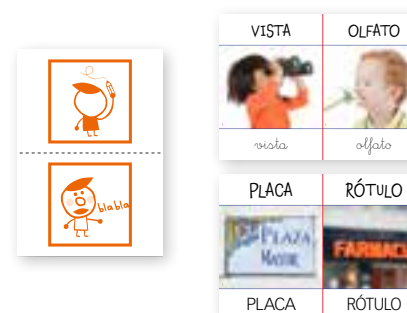 blabla
VISTA OLFATO
vista olfato
PLACA RÓTULO
PLAZA
MAYOR
FARMACI
PLACA RÓTULO